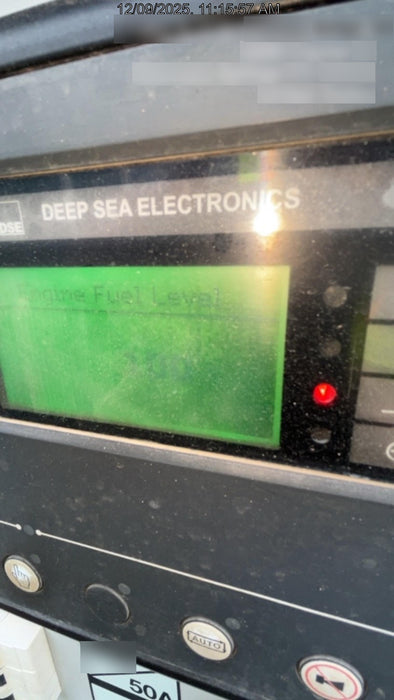 12/09/2025, 11:15:57 AM
DSE
DEEP SEA ELECTRONICS
Engine Fuel Level
AUTO
50A